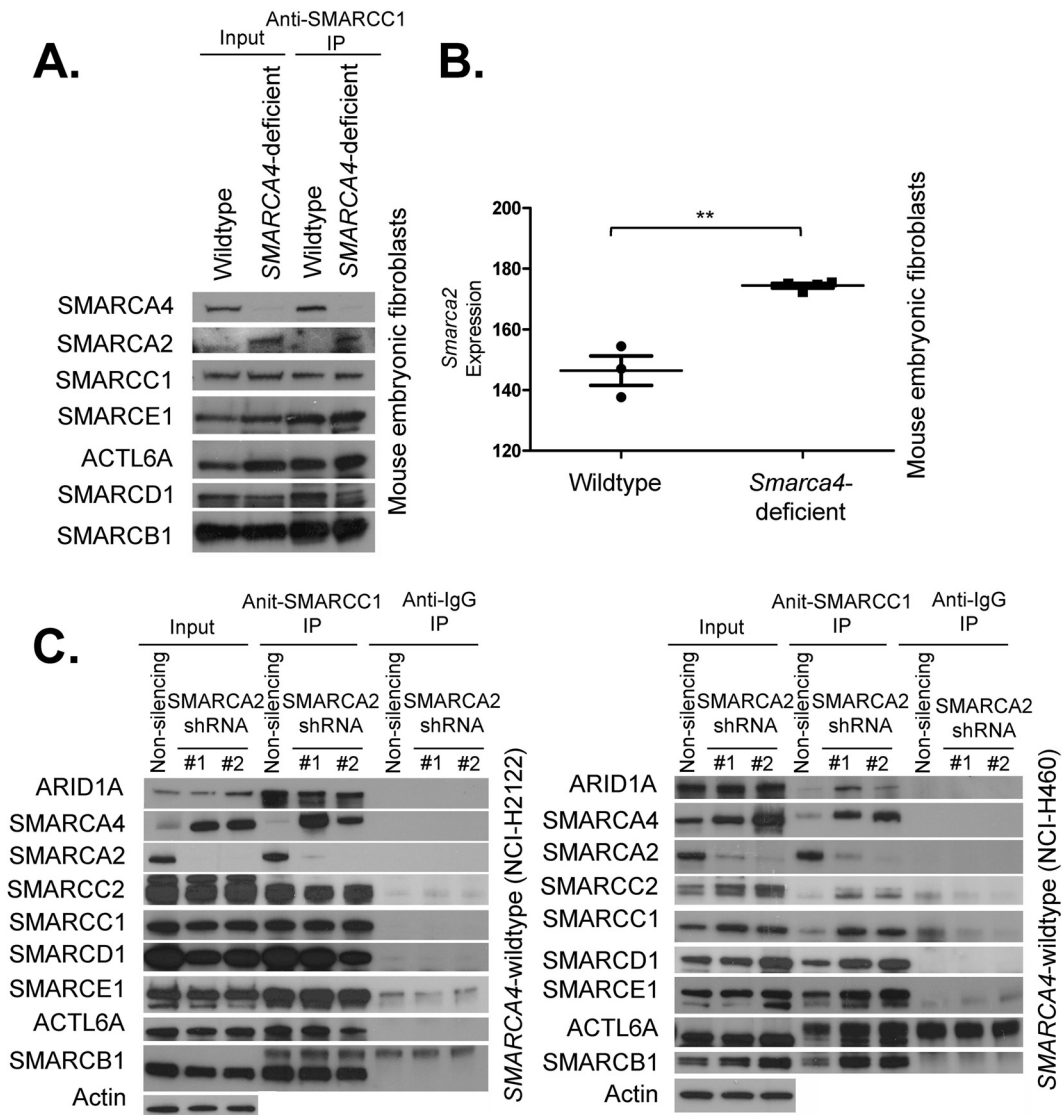 A.
Input
Anti-SMARCC1
IP
Wildtype
SMARCA4-deficient
Wildtype
SMARCA4-deficient
SMARCA4
SMARCA2
SMARCC1
SMARCE1
ACTL6A
SMARCD1
SMARCB1
Mouse embryonic fibroblasts
B.
**
Smarca2
Expression
200
180
160
140
120
Wildtype
Smarca4-
deficient
Mouse embryonic fibroblasts
C.
Input
Anit-SMARCC1
IP
Anti-IgG
IP
Non-silencing
SMARCA2
shRNA
#1 #2
Non-silencing
SMARCA2
shRNA
#1 #2
Non-silencing
SMARCA2
shRNA
#1 #2
ARID1A
SMARCA4
SMARCA2
SMARCC2
SMARCC1
SMARCD1
SMARCE1
ACTL6A
SMARCB1
Actin
SMARCA4-wildtype (NCI-H2122)
Input
Anit-SMARCC1
IP
Anti-IgG
IP
Non-silencing
SMARCA2
shRNA
#1 #2
Non-silencing
SMARCA2
shRNA
#1 #2
Non-silencing
SMARCA2
shRNA
#1 #2
ARID1A
SMARCA4
SMARCA2
SMARCC2
SMARCC1
SMARCD1
SMARCE1
ACTL6A
SMARCB1
Actin
SMARCA4-wildtype (NCI-H460)